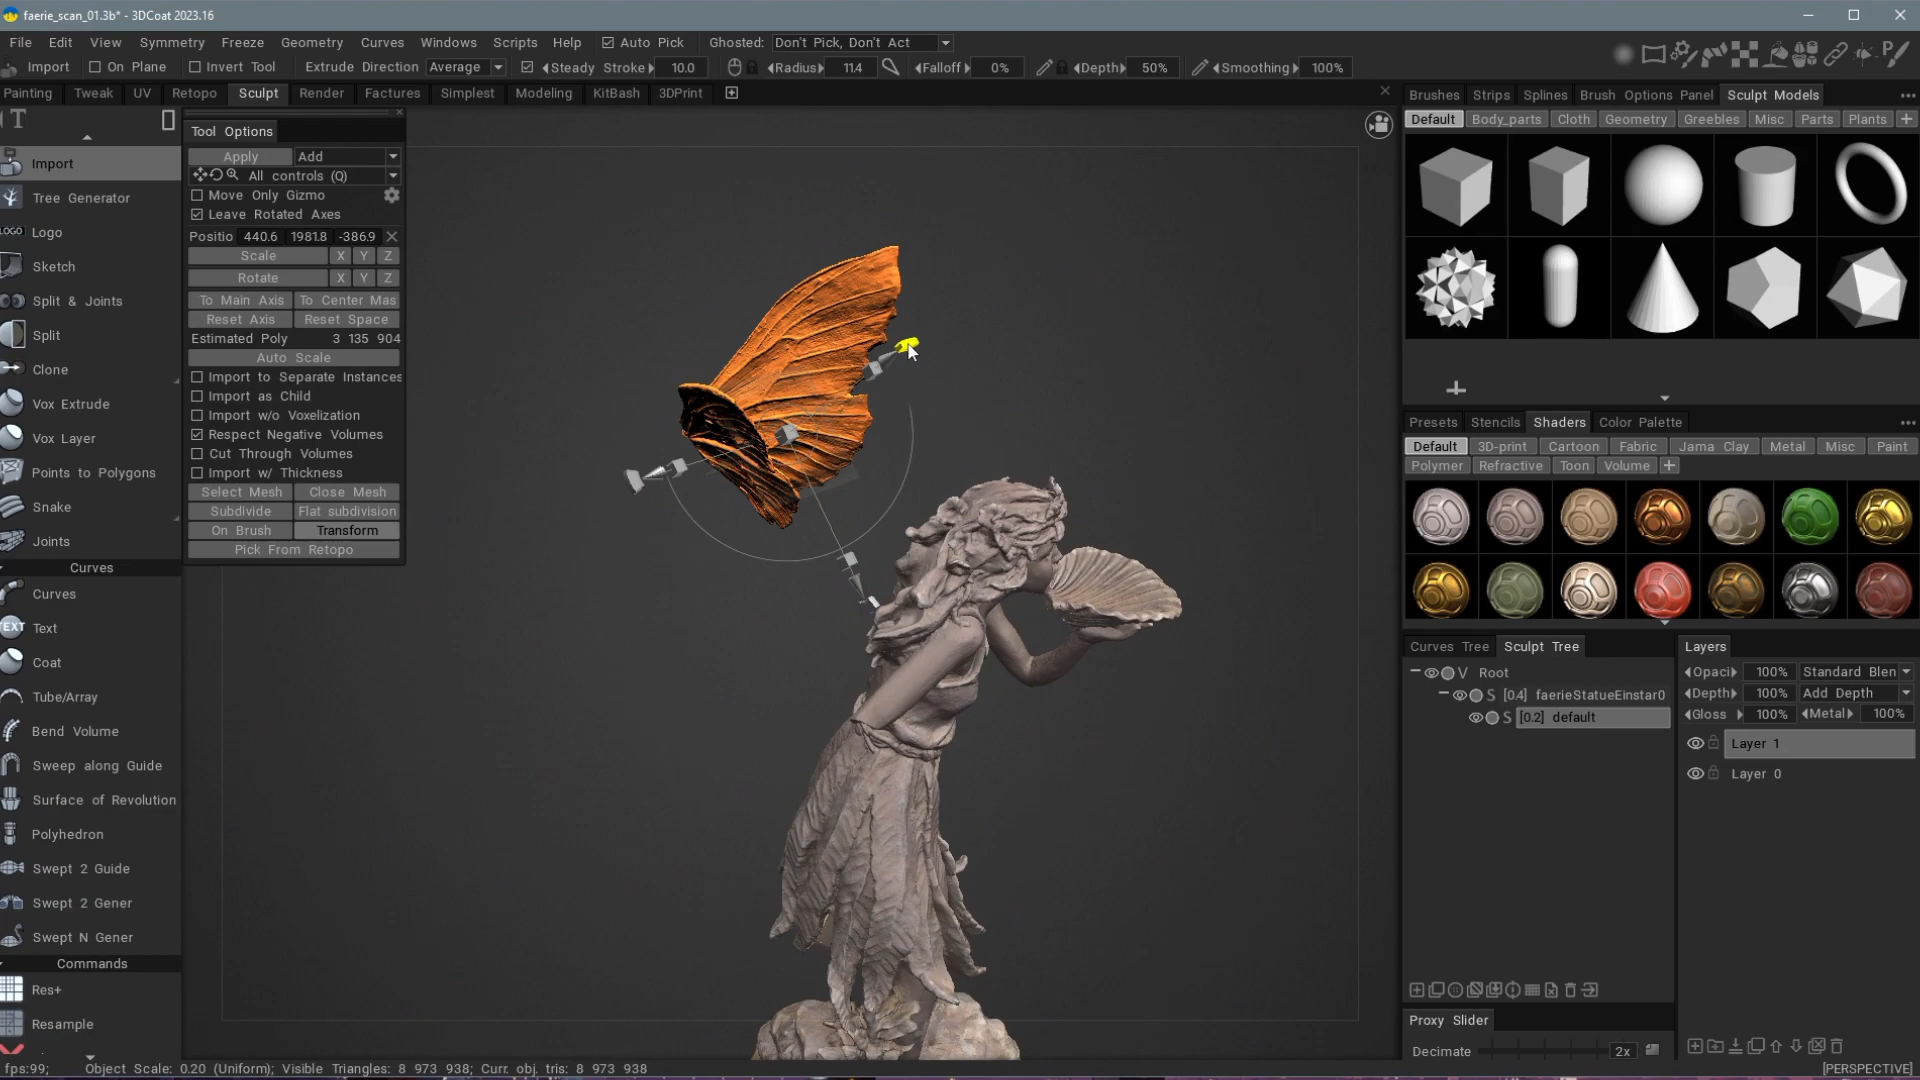 faerie_scan_01.3b* - 3DCoat 2023.16
File Edit View Symmetry Freeze Geometry Curves Windows Scripts Help Auto Pick Ghosted: Don't Pick, Don't Act
Import On Plane Invert Tool Extrude Direction Average Steady Stroke 10.0 Radius 11.4 Falloff 0% Depth 50% Smoothing 100%
Painting Tweak UV Retopo Sculpt Render Factures Simplest Modeling KitBash 3DPrint
T
Import
Tree Generator
LOGO Logo
Sketch
Split & Joints
Split
Clone
Vox Extrude
Vox Layer
Points to Polygons
Snake
Joints
Curves
Curves
TEXT Text
Coat
Tube/Array
Bend Volume
Sweep along Guide
Surface of Revolution
Polyhedron
Swept 2 Guide
Swept 2 Gener
Swept N Gener
Commands
Res+
Resample
Tool Options
Apply Add
All controls (Q)
Move Only Gizmo
Leave Rotated Axes
Positio 440.6 1981.8 -386.9
Scale X Y Z
Rotate X Y Z
To Main Axis To Center Mas
Reset Axis Reset Space
Estimated Poly 3 135 904
Auto Scale
Import to Separate Instances
Import as Child
Import w/o Voxelization
Respect Negative Volumes
Cut Through Volumes
Import w/ Thickness
Select Mesh Close Mesh
Subdivide Flat subdivision
On Brush Transform
Pick From Retopo
Brushes Strips Splines Brush Options Panel Sculpt Models
Default Body_parts Cloth Geometry Greebles Misc Parts Plants
Presets Stencils Shaders Color Palette
Default 3D-print Cartoon Fabric Jama Clay Metal Misc Paint
Polymer Refractive Toon Volume
Curves Tree Sculpt Tree
V Root
S [0.4] faerieStatueEinstar0
S [0.2] default
Proxy Slider
Decimate 2x
Layers
Opaci 100% Standard Blen
Depth 100% Add Depth
Gloss 100% Metal 100%
Layer 1
Layer 0
fps:99; Object Scale: 0.20 (Uniform); Visible Triangles: 8 973 938; Curr. obj. tris: 8 973 938
[PERSPECTIVE]